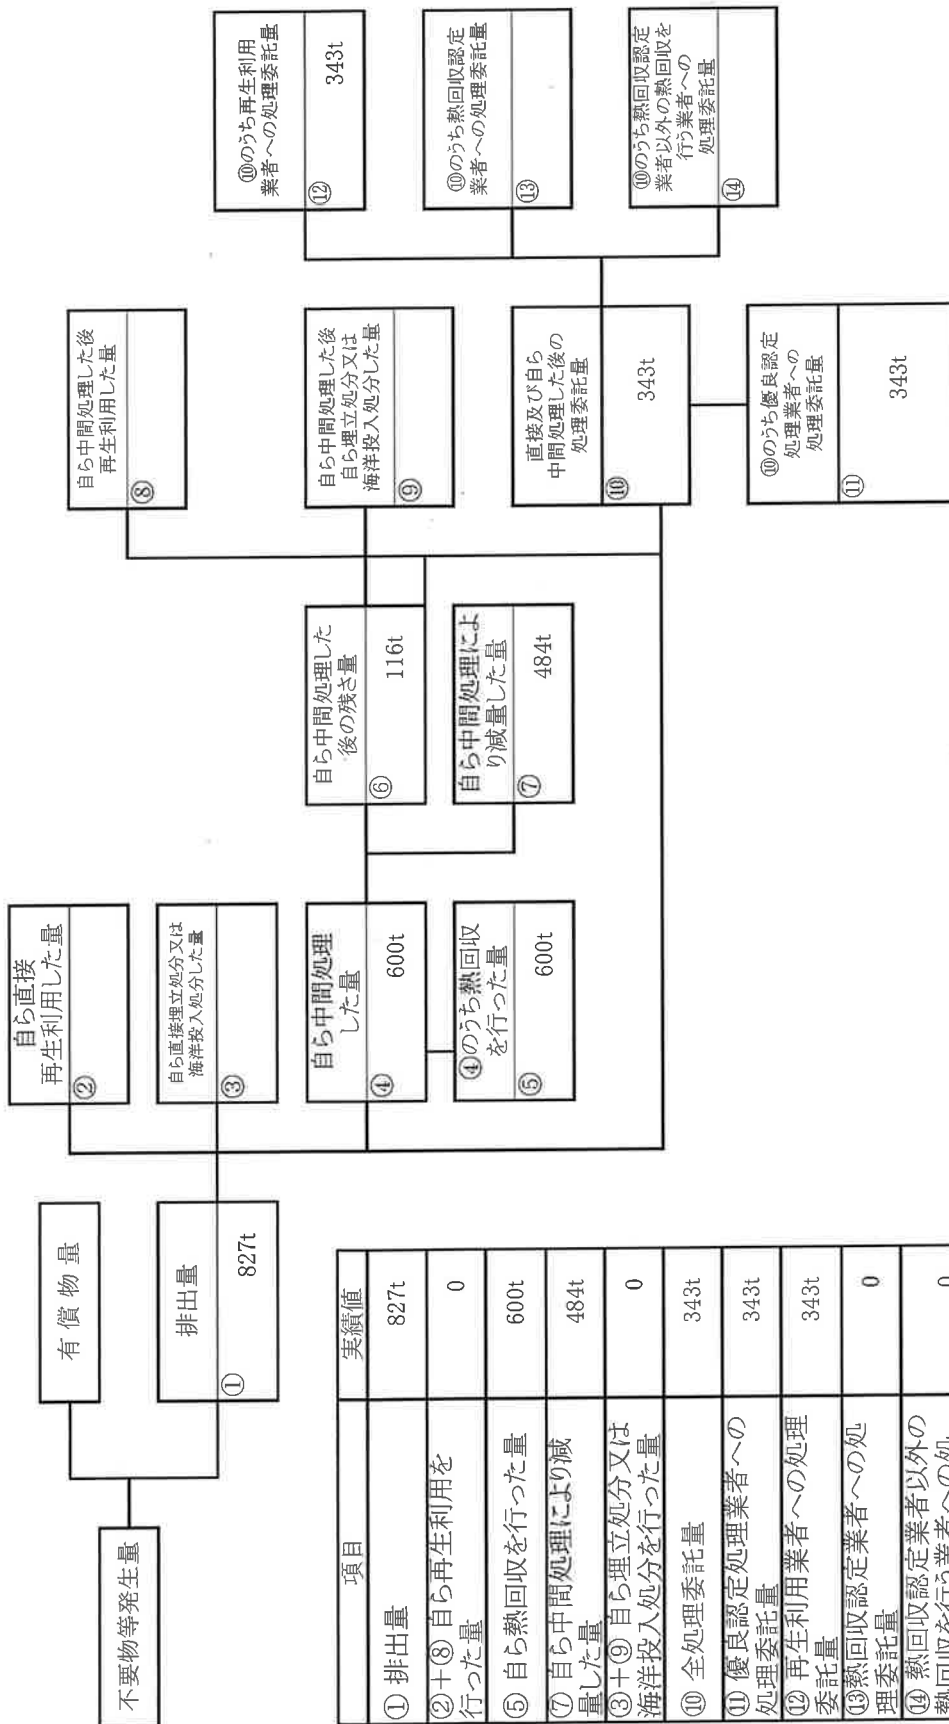 不要物等発生量
有償物量
排出量
① 827t
自ら直接
再生利用した量
②
自ら直接埋立処分又は
海洋投入処分した量
③
自ら中間処理
した量
④ 600t
④のうち熱回収
を行った量
⑤ 600t
自ら中間処理した
後の残さ量
⑥ 116t
自ら中間処理によ
り減量した量
⑦ 484t
自ら中間処理した後
再生利用した量
⑧
自ら中間処理した後
自ら埋立処分又は
海洋投入処分した量
⑨
直接及び自ら
中間処理した後の
処理委託量
⑩ 343t
⑩のうち優良認定
処理業者への
処理委託量
⑪ 343t
⑩のうち再生利用
業者への処理委託量
⑫ 343t
⑩のうち熱回収認定
業者への処理委託量
⑬
⑩のうち熱回収認定
業者以外の熱回収を
行う業者への
処理委託量
⑭
項目 実績値
① 排出量 827t
②+⑧ 自ら再生利用を
行った量 0
⑤ 自ら熱回収を行った量 600t
⑦ 自ら中間処理により減
量した量 484t
③+⑨ 自ら埋立処分又は
海洋投入処分を行った量 0
⑩ 全処理委託量 343t
⑪ 優良認定処理業者への
処理委託量 343t
⑫ 再生利用業者への処理
委託量 343t
⑬熱回収認定業者への処
理委託量 0
⑭ 熱回収認定業者以外の
熱回収を行う業者への処 0